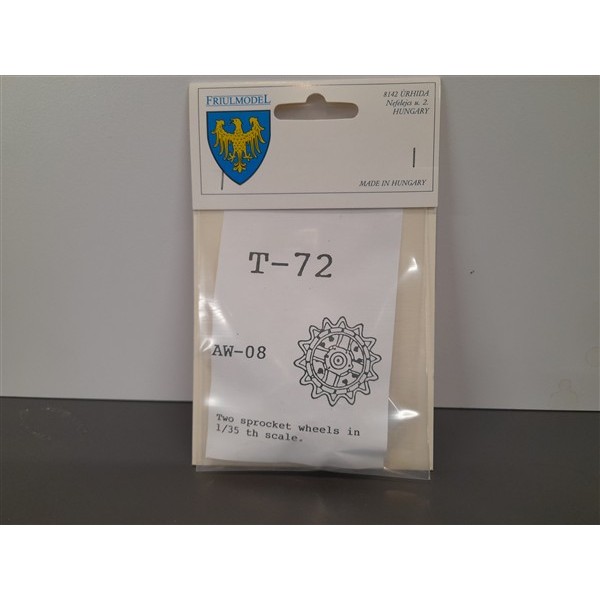 FRIULMODEL
8142 ÚRHIDA
Nefelejcs u. 2.
HUNGARY
MADE IN HUNGARY
T-72
AW-08
Two sprocket wheels in
1/35 th scale.